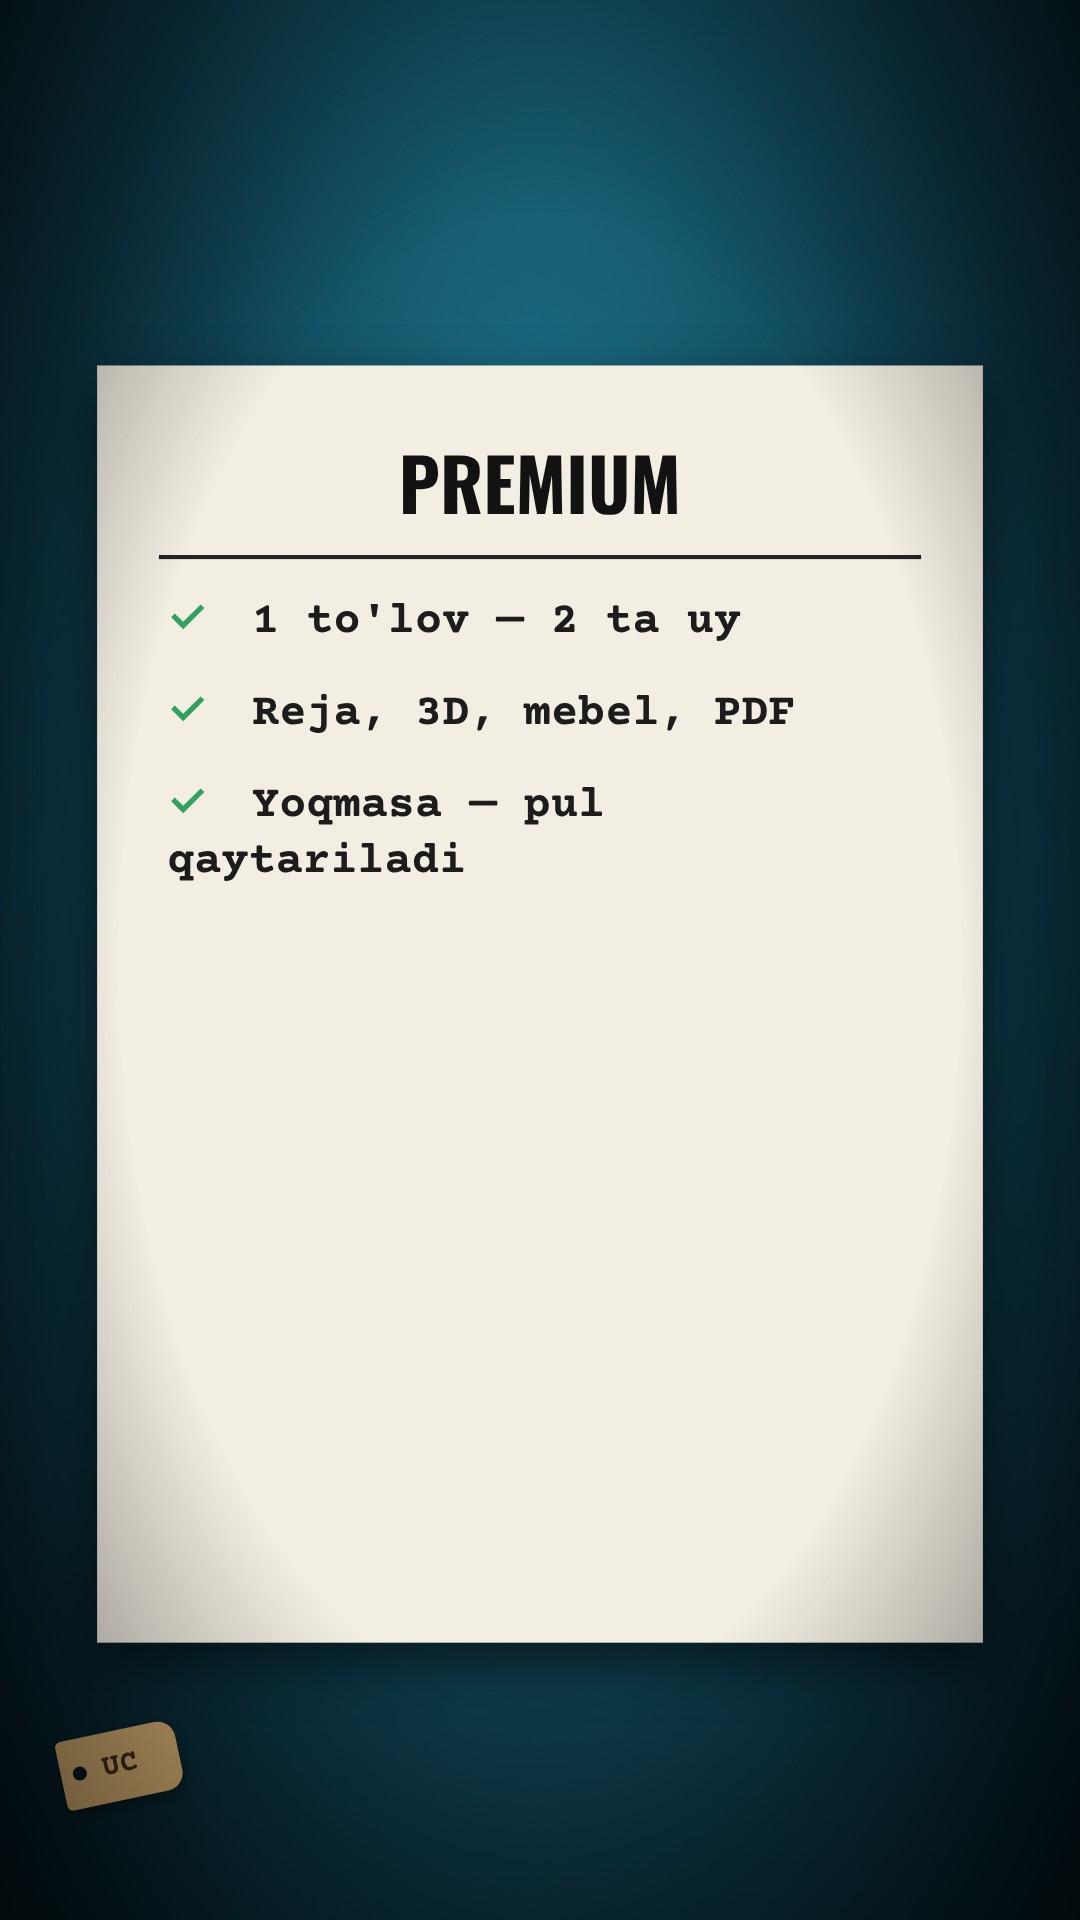 PREMIUM
✓ 1 to'lov — 2 ta uy
✓ Reja, 3D, mebel, PDF
✓ Yoqmasa — pul
qaytariladi
UC